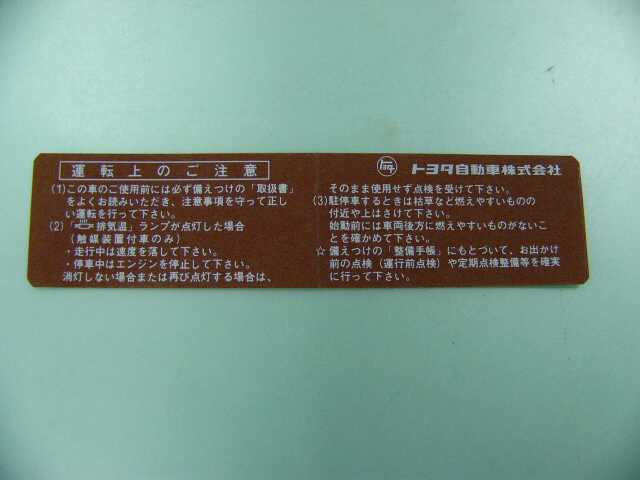 運転上のご注意
(1)この車のご使用前には必ず備えつけの「取扱書」
をよくお読みいただき、注意事項を守って正し
い運転を行って下さい。
(2)「排気温」ランプが点灯した場合
(触媒装置付車のみ)
・走行中は速度を落して下さい。
・停車中はエンジンを停止して下さい。
消灯しない場合または再び点灯する場合は、
トヨタ自動車株式会社
そのまま使用せず点検を受けて下さい。
(3)駐停車するときは枯草など燃えやすいものの
付近や上はさけて下さい。
始動前には車両後方に燃えやすいものがないこ
とを確かめて下さい。
☆備えつけの「整備手帳」にもとづいて、お出かけ
前の点検(運行前点検)や定期点検整備等を確実
に行って下さい。